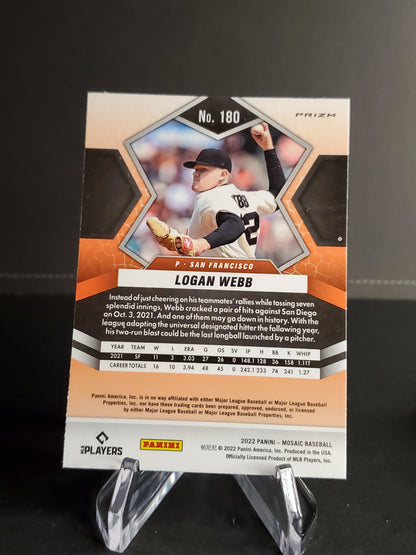 No. 180
PRIZM
BB
2
P - SAN FRANCISCO
LOGAN WEBB
Instead of just cheering on his teammates' rallies while tossing seven
splendid innings, Webb cracked a pair of hits against San Diego
on Oct. 3, 2021. And one of them may go down in history. With the
league adopting the universal designated hitter the following year,
his two-run blast could be the last longball launched by a pitcher.
YEAR TEAM W L ERA G GS SV IP H BB K WHIP
2021 SF 11 3 3.03 27 26 0 148.1 128 36 158 1.11T
CAREER TOTALS 16 10 3.94 48 45 0 242.1 233 74 241 1.27
Panini America, Inc. is in no way affiliated with either Major League Baseball or Major League Baseball
Properties, Inc., nor have these trading cards been prepared, approved, endorsed, or licensed
by either Major League Baseball or Major League Baseball Properties, Inc.
PLAYERS
PANINI
2022 PANINI – MOSAIC BASEBALL
© 2022 Panini America, Inc. Produced in the USA.
Officially Licensed Product of MLB Players, Inc.